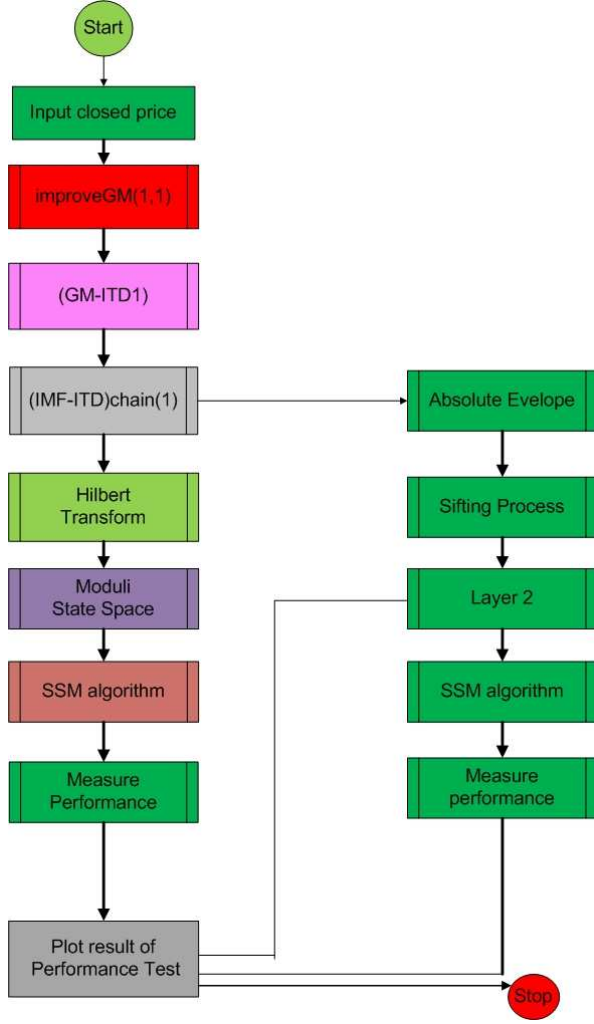 Start
Input closed price
improveGM(1,1)
(GM-ITD1)
(IMF-ITD)chain(1)
Hilbert
Transform
Moduli
State Space
SSM algorithm
Measure
Performance
Plot result of
Performance Test
Absolute Evelope
Sifting Process
Layer 2
SSM algorithm
Measure
performance
Stop